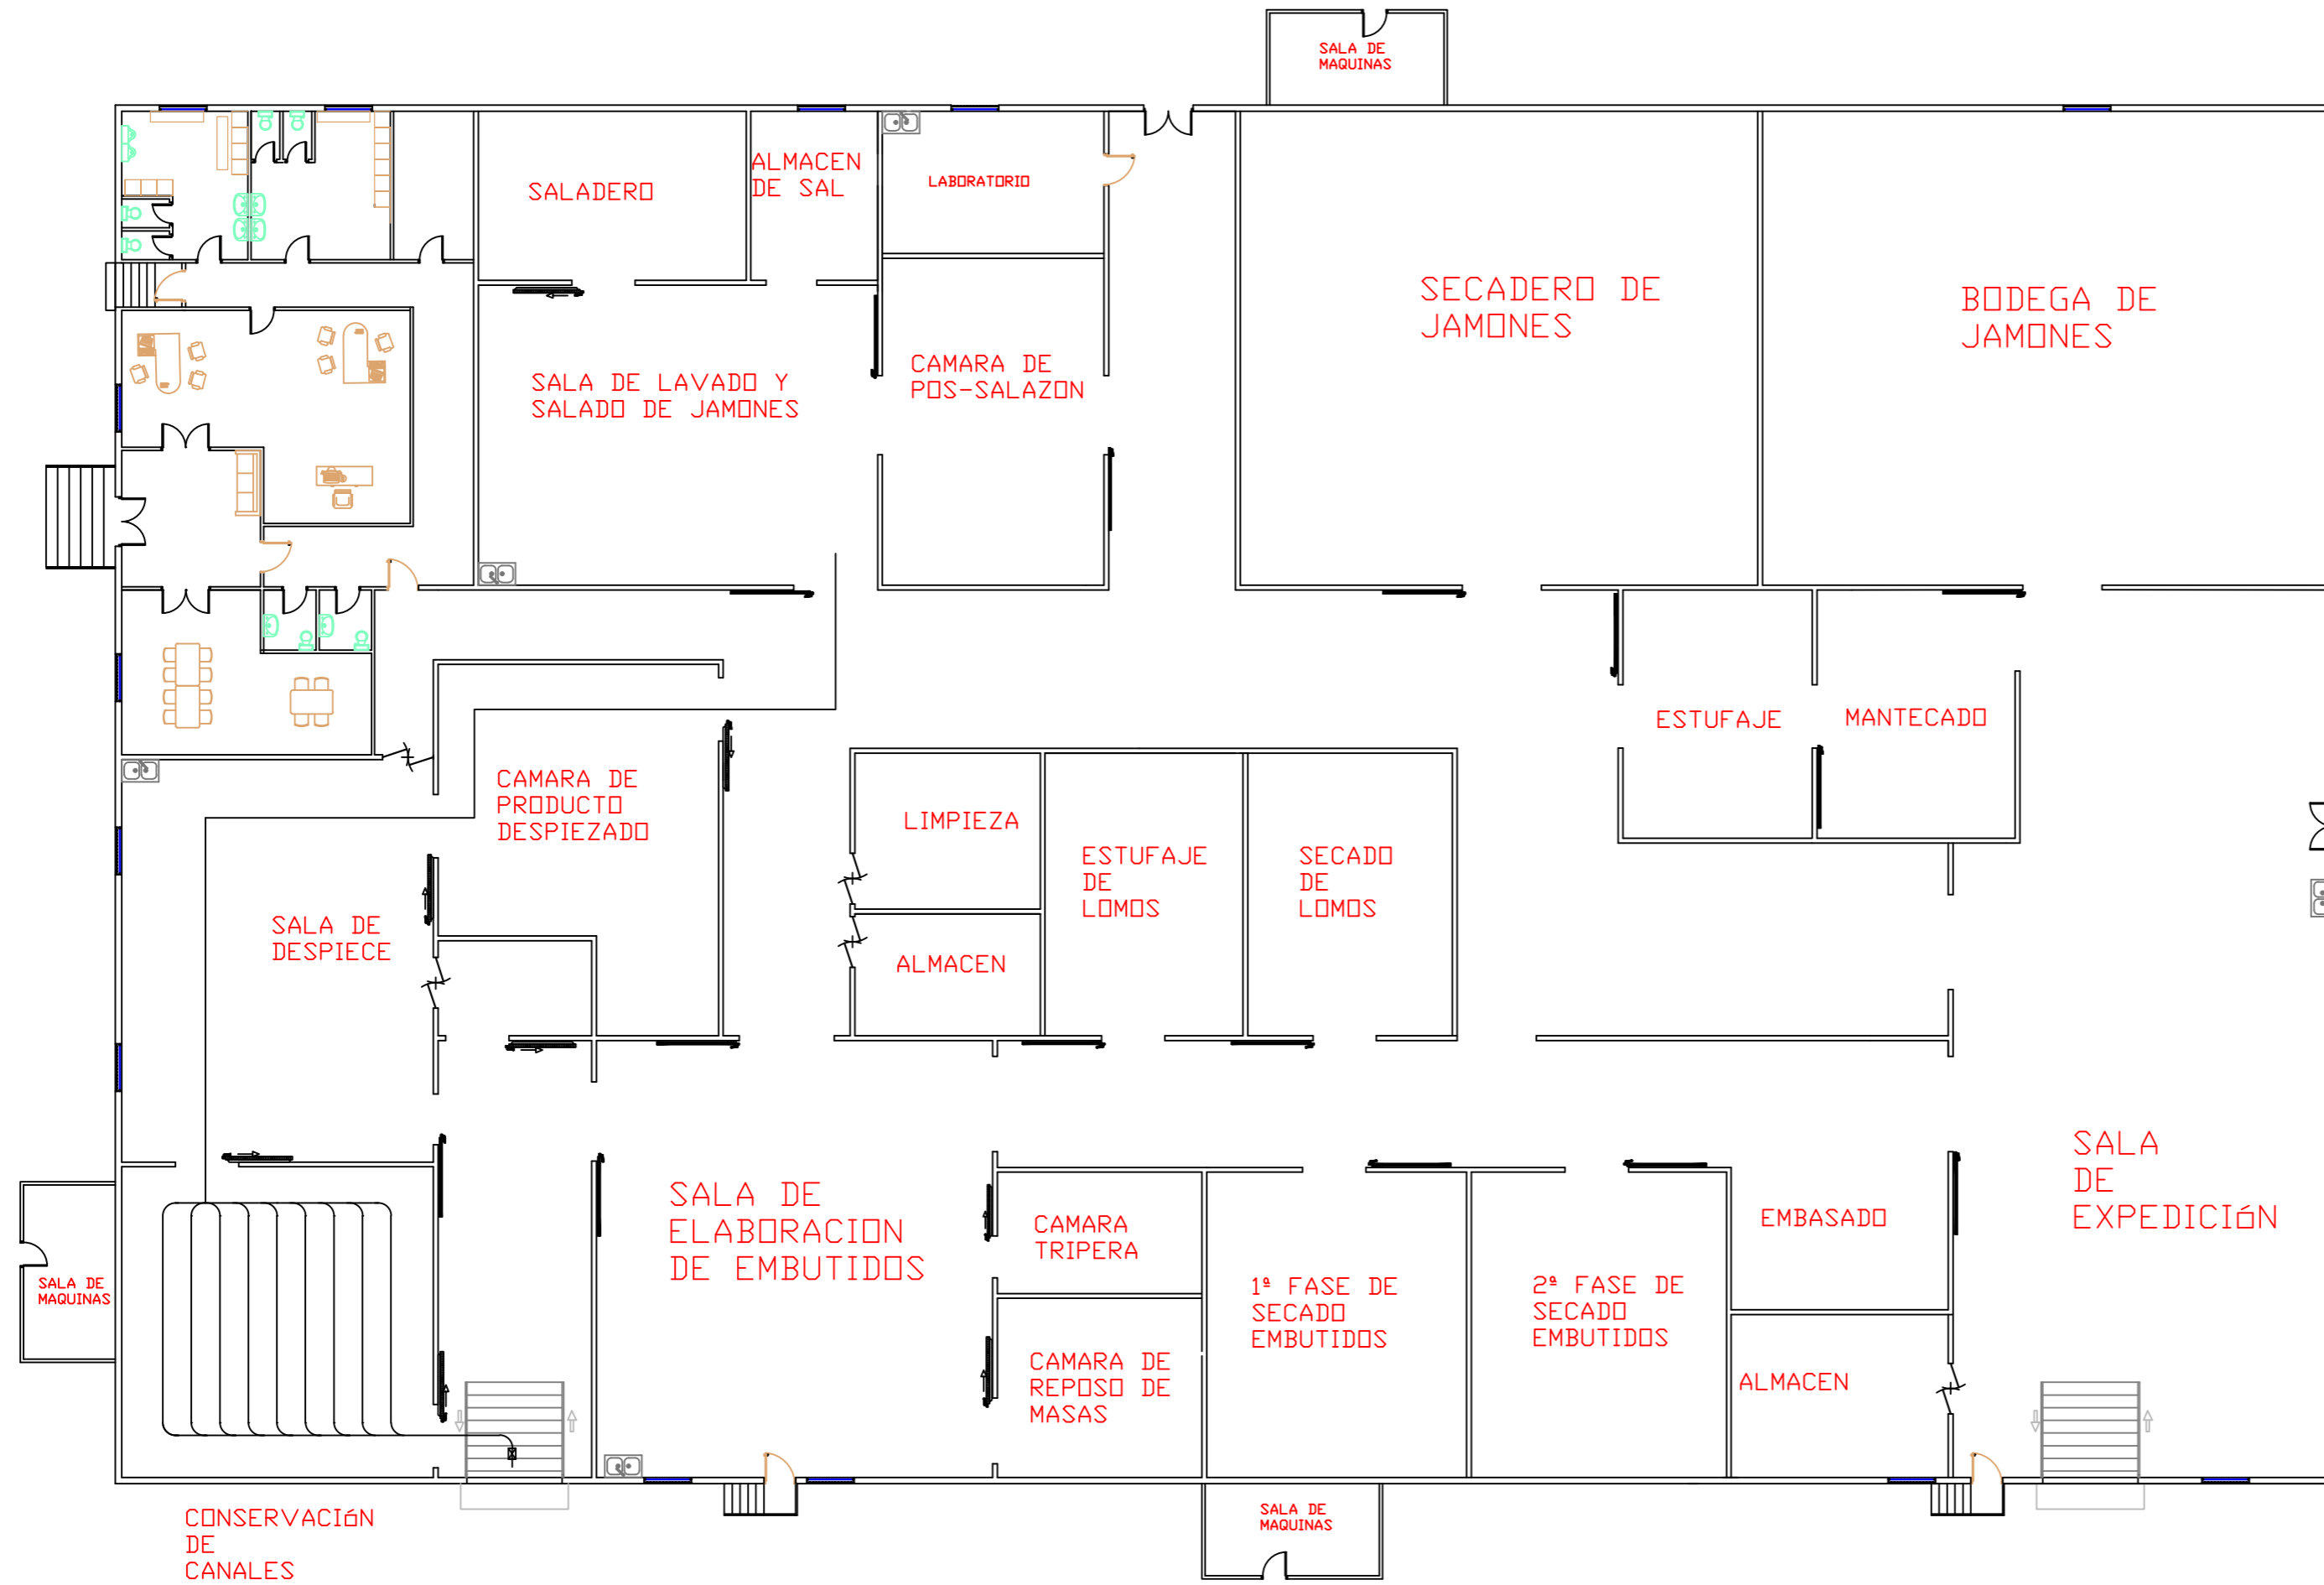 SALA DE
MAQUINAS
SALADERO
ALMACEN
DE SAL
LABORATORIO
SECADERO DE
JAMONES
BODEGA DE
JAMONES
SALA DE LAVADO Y
SALADO DE JAMONES
CAMARA DE
POS-SALAZON
ESTUFAJE
MANTECADO
CAMARA DE
PRODUCTO
DESPIEZADO
LIMPIEZA
ESTUFAJE
DE
LOMOS
SECADO
DE
LOMOS
SALA DE
DESPIECE
ALMACEN
SALA DE
ELABORACION
DE EMBUTIDOS
CAMARA
TRIPERA
EMBASADO
SALA
DE
EXPEDICIóN
SALA DE
MAQUINAS
1ª FASE DE
SECADO
EMBUTIDOS
2ª FASE DE
SECADO
EMBUTIDOS
CAMARA DE
REPOSO DE
MASAS
ALMACEN
CONSERVACIóN
DE
CANALES
SALA DE
MAQUINAS